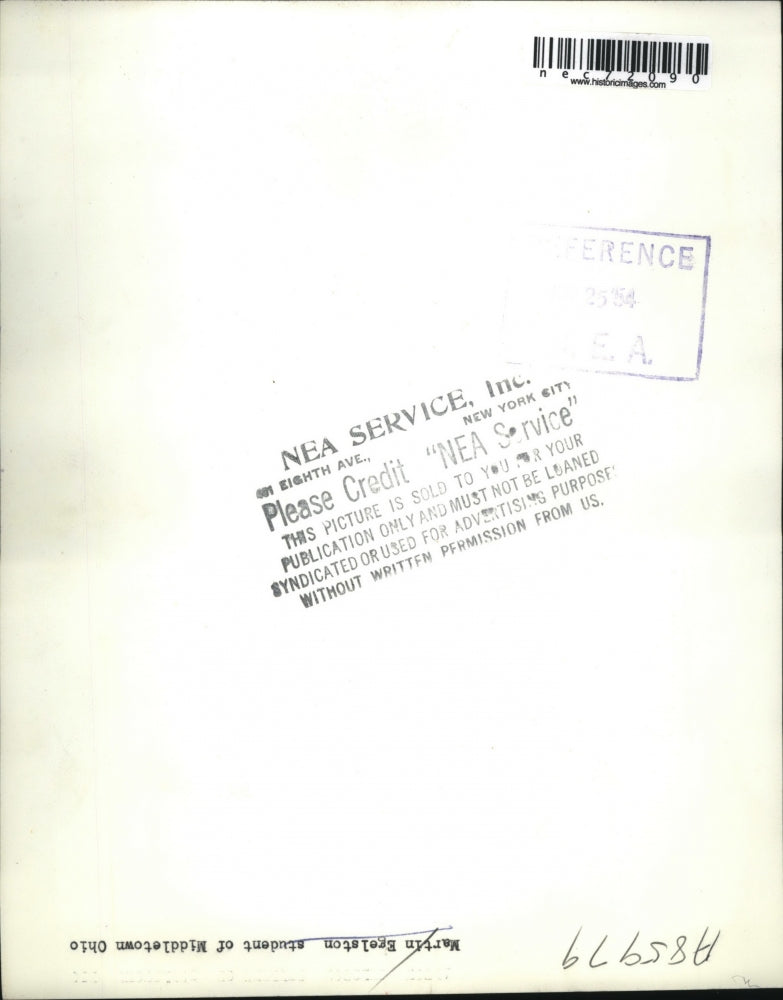 nec72090
www.historicimages.com
FERENCE
25 '54
E. A.
NEA SERVICE, Inc.
EIGHTH AVE., NEW YORK CITY
Please Credit "NEA Service"
THIS PICTURE IS SOLD TO YOU FOR YOUR
PUBLICATION ONLY AND MUST NOT BE LOANED
SYNDICATED OR USED FOR ADVERTISING PURPOSES
WITHOUT WRITTEN PERMISSION FROM US.
A85979
Martin Egelston student of Middletown Ohio